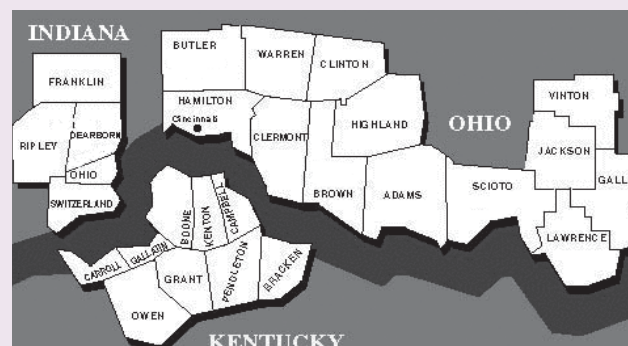 INDIANA
FRANKLIN
RIPLEY
DEARBORN
OHIO
SWITZERLAND
BUTLER
WARREN
CLINTON
HAMILTON
Cincinnati
CLERMONT
HIGHLAND
BROWN
ADAMS
OHIO
SCIOTO
VINTON
JACKSON
GALL
LAWRENCE
BOONE
KENTON
CAMPBELL
CARROLL
GALLATIN
GRANT
PENDLETON
BRACKEN
OWEN
KENTUCKY